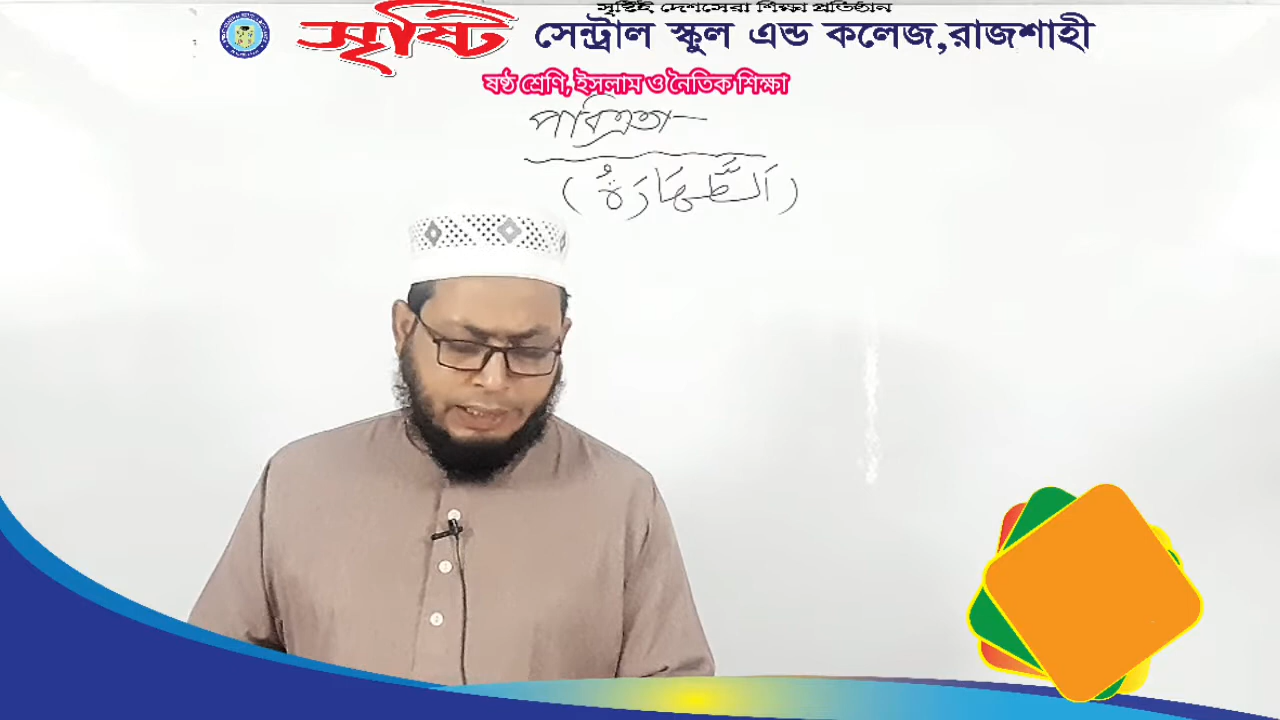 সৃষ্টিই দেশসেরা শিক্ষা প্রতিষ্ঠান
সৃষ্টি সেন্ট্রাল স্কুল এন্ড কলেজ,রাজশাহী
ষষ্ঠ শ্রেণি, ইসলাম ও নৈতিক শিক্ষা
পবিত্রতা-
(اَلطَّهَارَةُ)